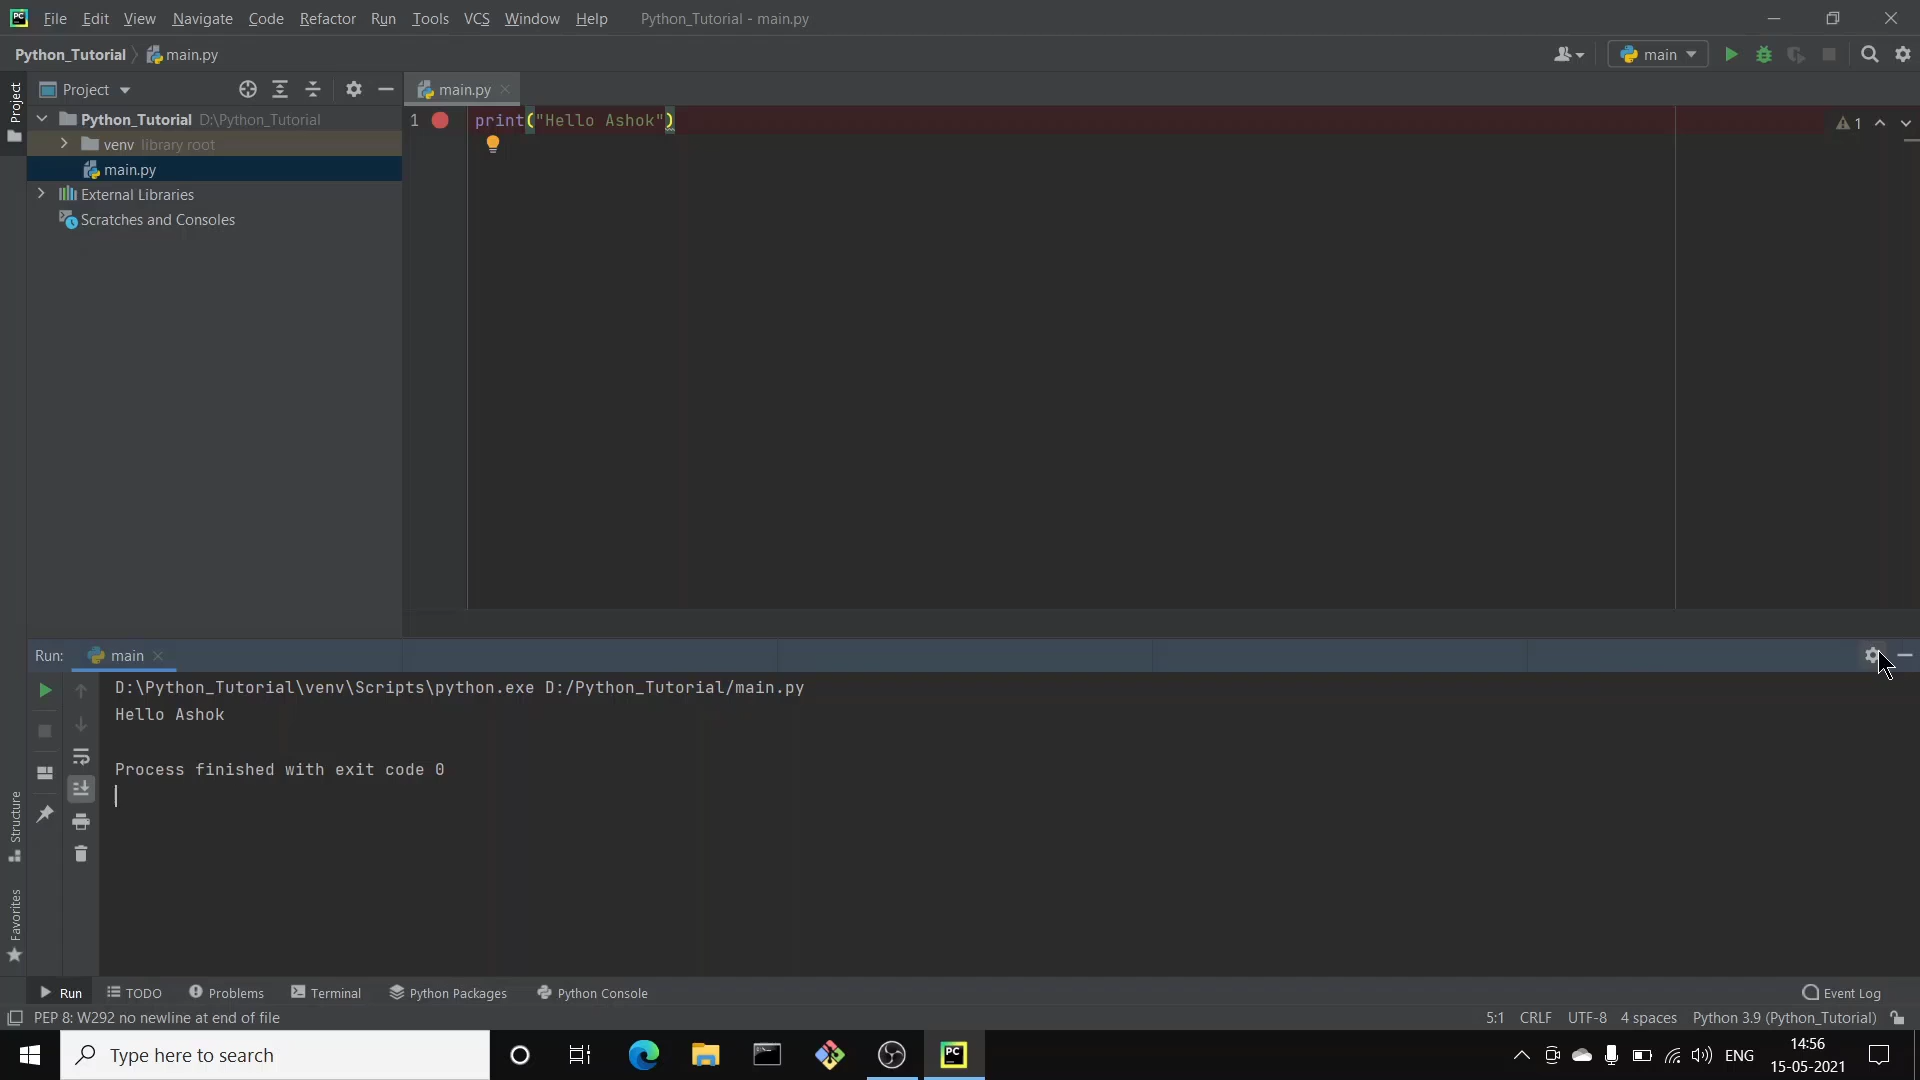 File Edit View Navigate Code Refactor Run Tools VCS Window Help Python_Tutorial - main.py
Python_Tutorial main.py main
Project Project main.py
Python_Tutorial D:\Python_Tutorial
1 print("Hello Ashok") 1
venv library root
main.py
External Libraries
Scratches and Consoles
Run: main
D:\Python_Tutorial\venv\Scripts\python.exe D:/Python_Tutorial/main.py
Hello Ashok
Process finished with exit code 0
Structure
Favorites
Run TODO Problems Terminal Python Packages Python Console Event Log
PEP 8: W292 no newline at end of file 5:1 CRLF UTF-8 4 spaces Python 3.9 (Python_Tutorial)
Type here to search PC ENG 14:56
15-05-2021